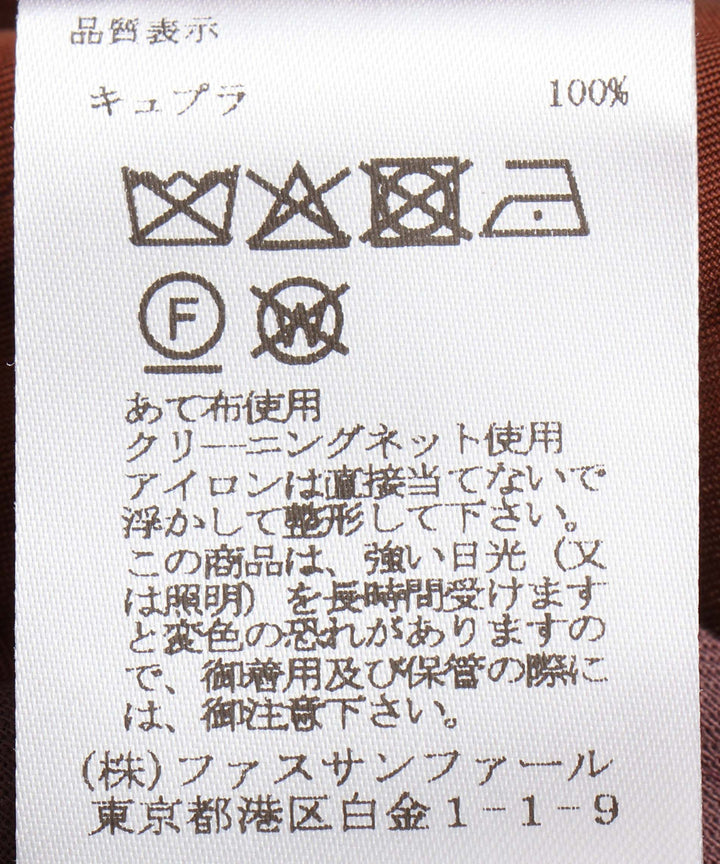 品質表示
キュプラ 100%
F
W
あて布使用
クリーニングネット使用
アイロンは直接当てないで
浮かして整形して下さい。
この商品は、強い日光（又
は照明）を長時間受けます
と変色の恐れがありますの
で、御着用及び保管の際に
は、御注意下さい。
(株)ファスサンファール
東京都港区白金1-1-9